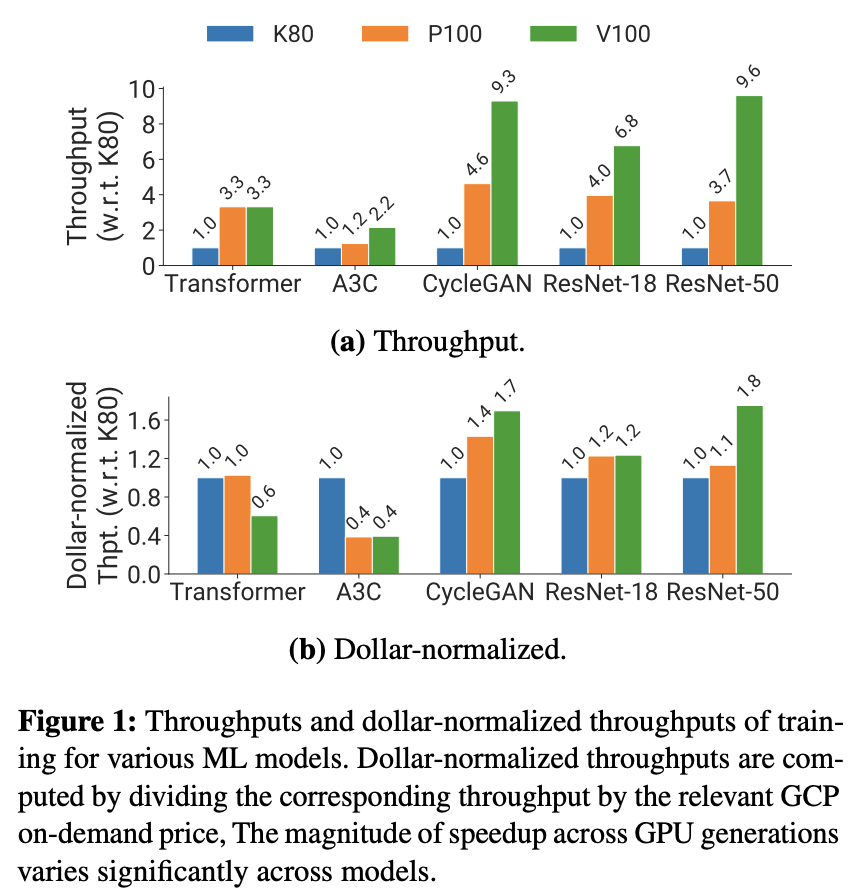 K80 P100 V100
Throughput
(w.r.t. K80)
10
8
6
4
2
0
1.0 3.3 3.3 1.0 1.2 2.2 1.0 4.6 9.3 1.0 4.0 6.8 1.0 3.7 9.6
Transformer A3C CycleGAN ResNet-18 ResNet-50
(a) Throughput.
Dollar-normalized
Thpt. (w.r.t. K80)
1.6
1.2
0.8
0.4
0.0
1.0 1.0 0.6 1.0 0.4 0.4 1.0 1.4 1.7 1.0 1.2 1.2 1.0 1.1 1.8
Transformer A3C CycleGAN ResNet-18 ResNet-50
(b) Dollar-normalized.
Figure 1: Throughputs and dollar-normalized throughputs of train-
ing for various ML models. Dollar-normalized throughputs are com-
puted by dividing the corresponding throughput by the relevant GCP
on-demand price, The magnitude of speedup across GPU generations
varies significantly across models.